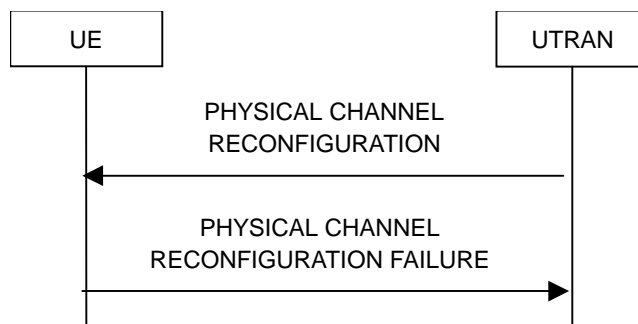 UE
UTRAN
PHYSICAL CHANNEL
RECONFIGURATION
PHYSICAL CHANNEL
RECONFIGURATION FAILURE